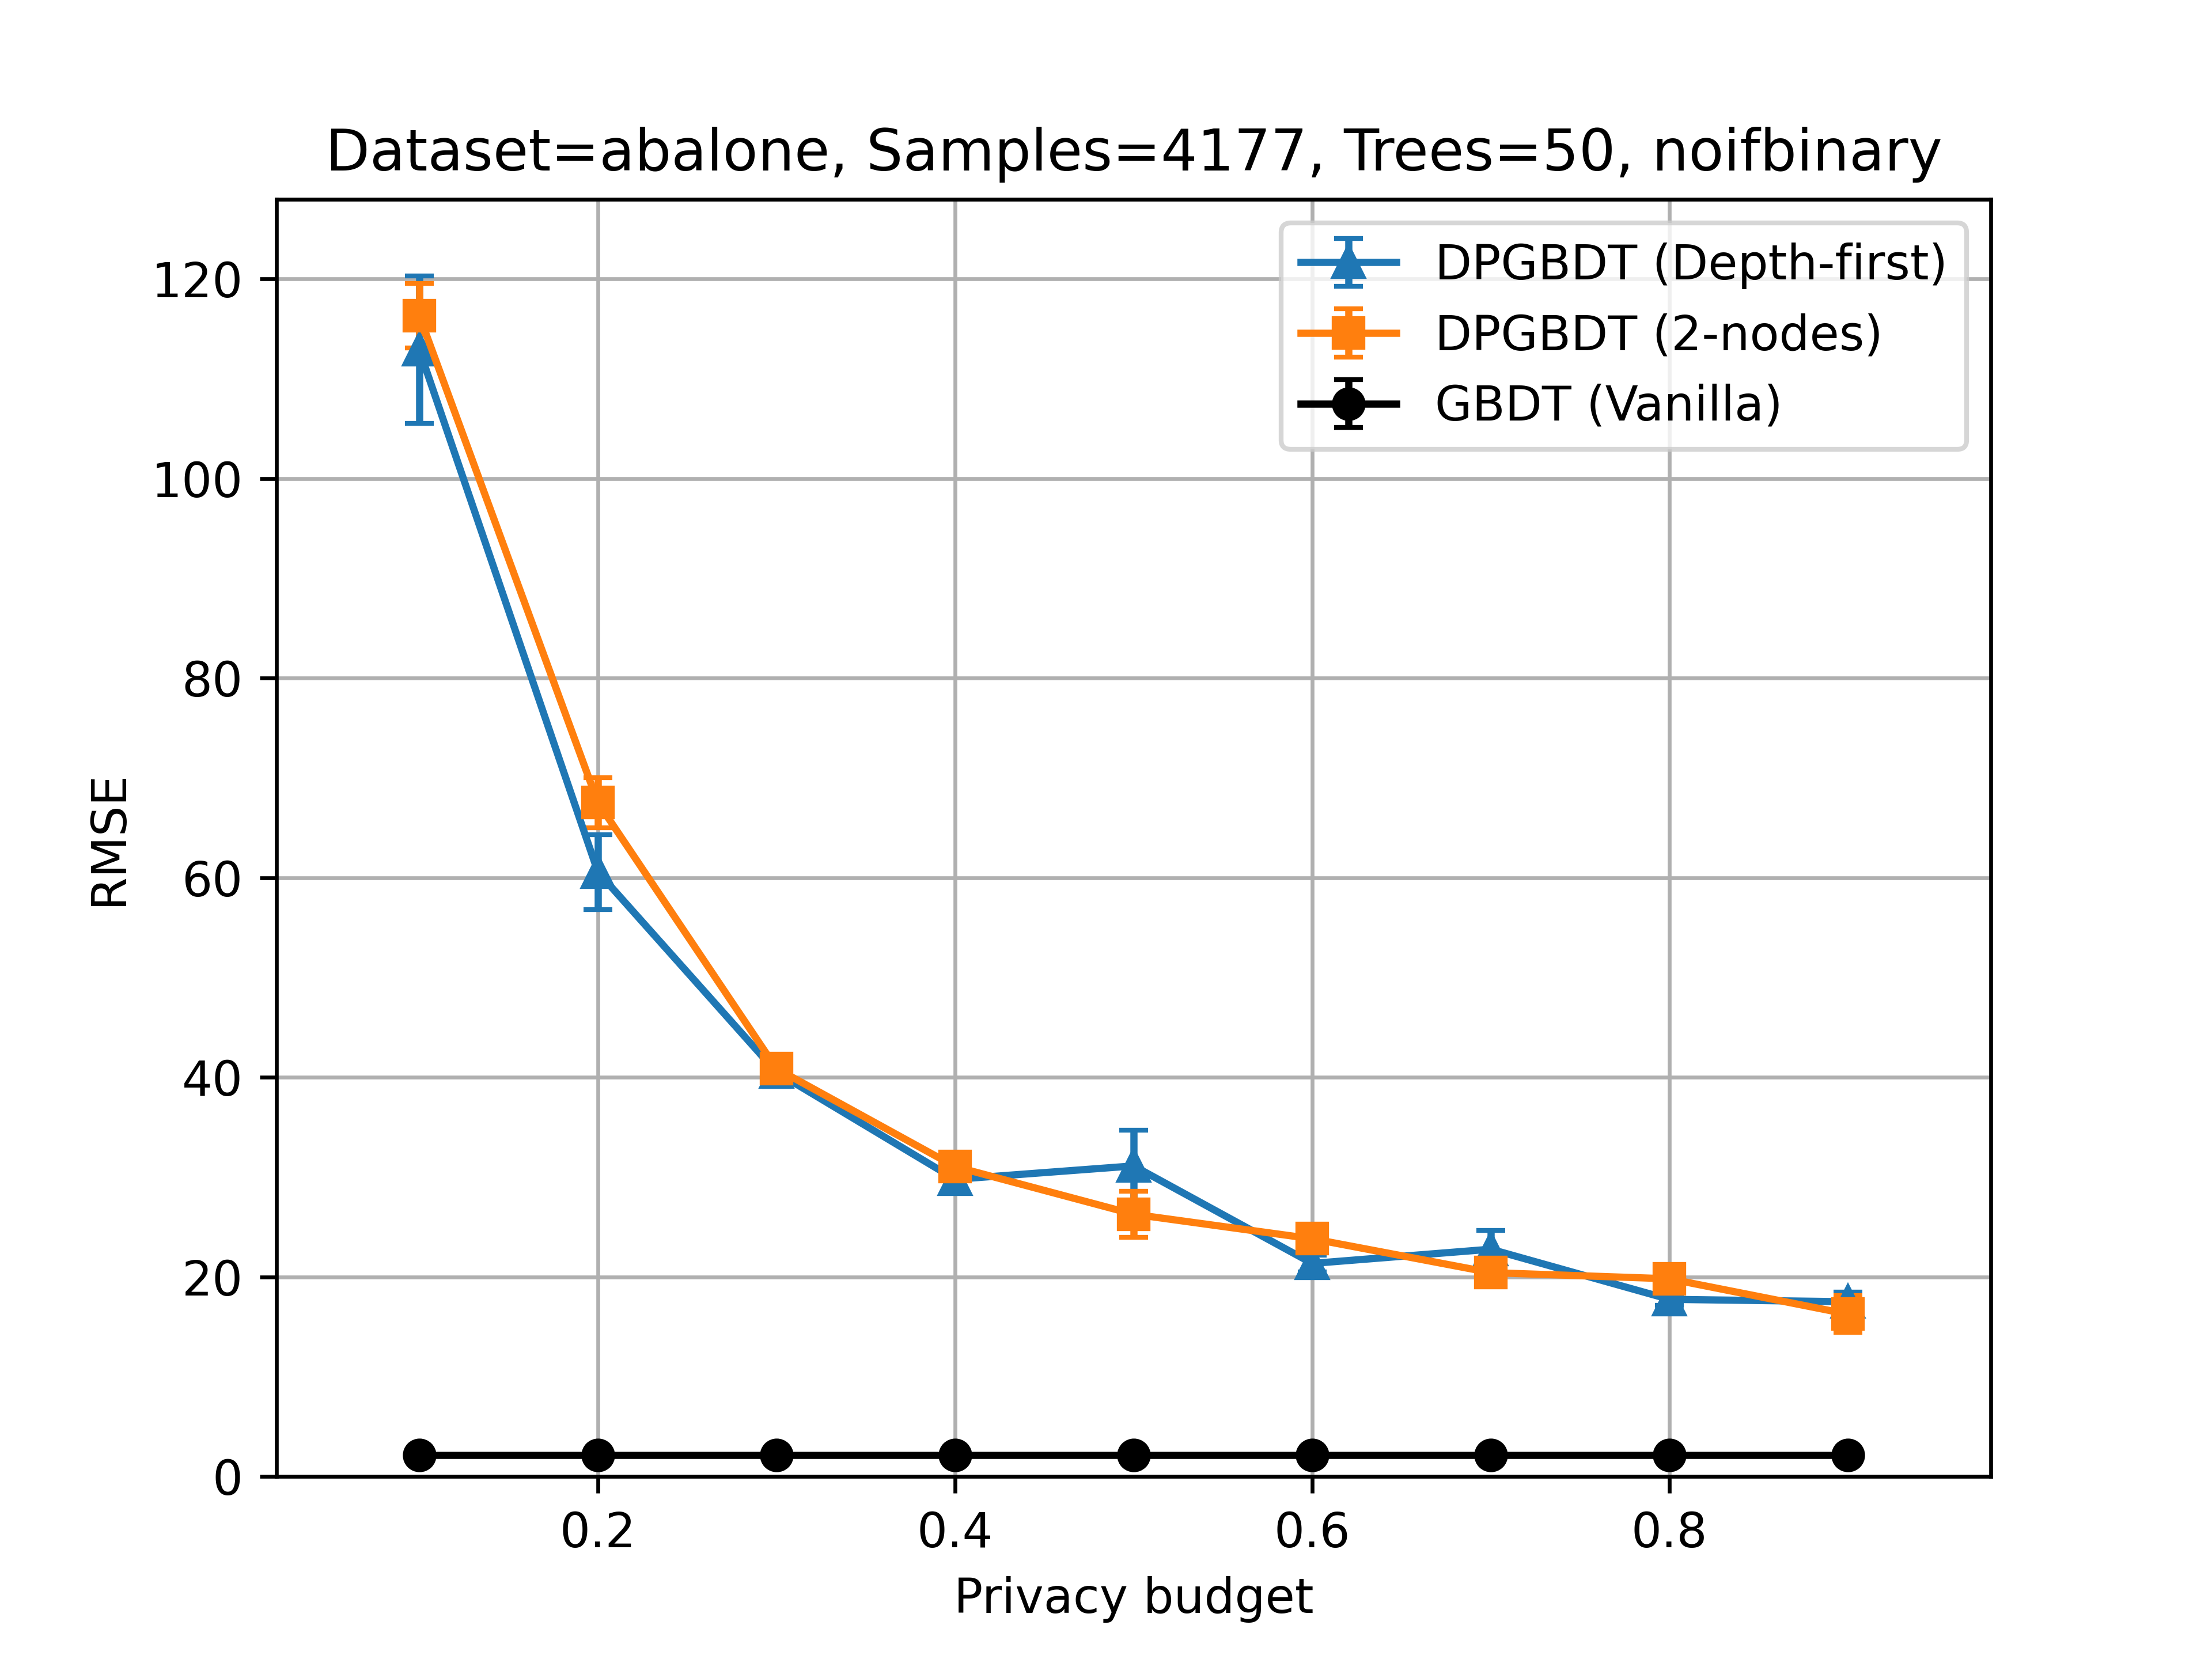 Dataset=abalone, Samples=4177, Trees=50, noifbinary
DPGBDT (Depth-first)
DPGBDT (2-nodes)
GBDT (Vanilla)
120
100
80
60
40
20
0
RMSE
0.2 0.4 0.6 0.8
Privacy budget